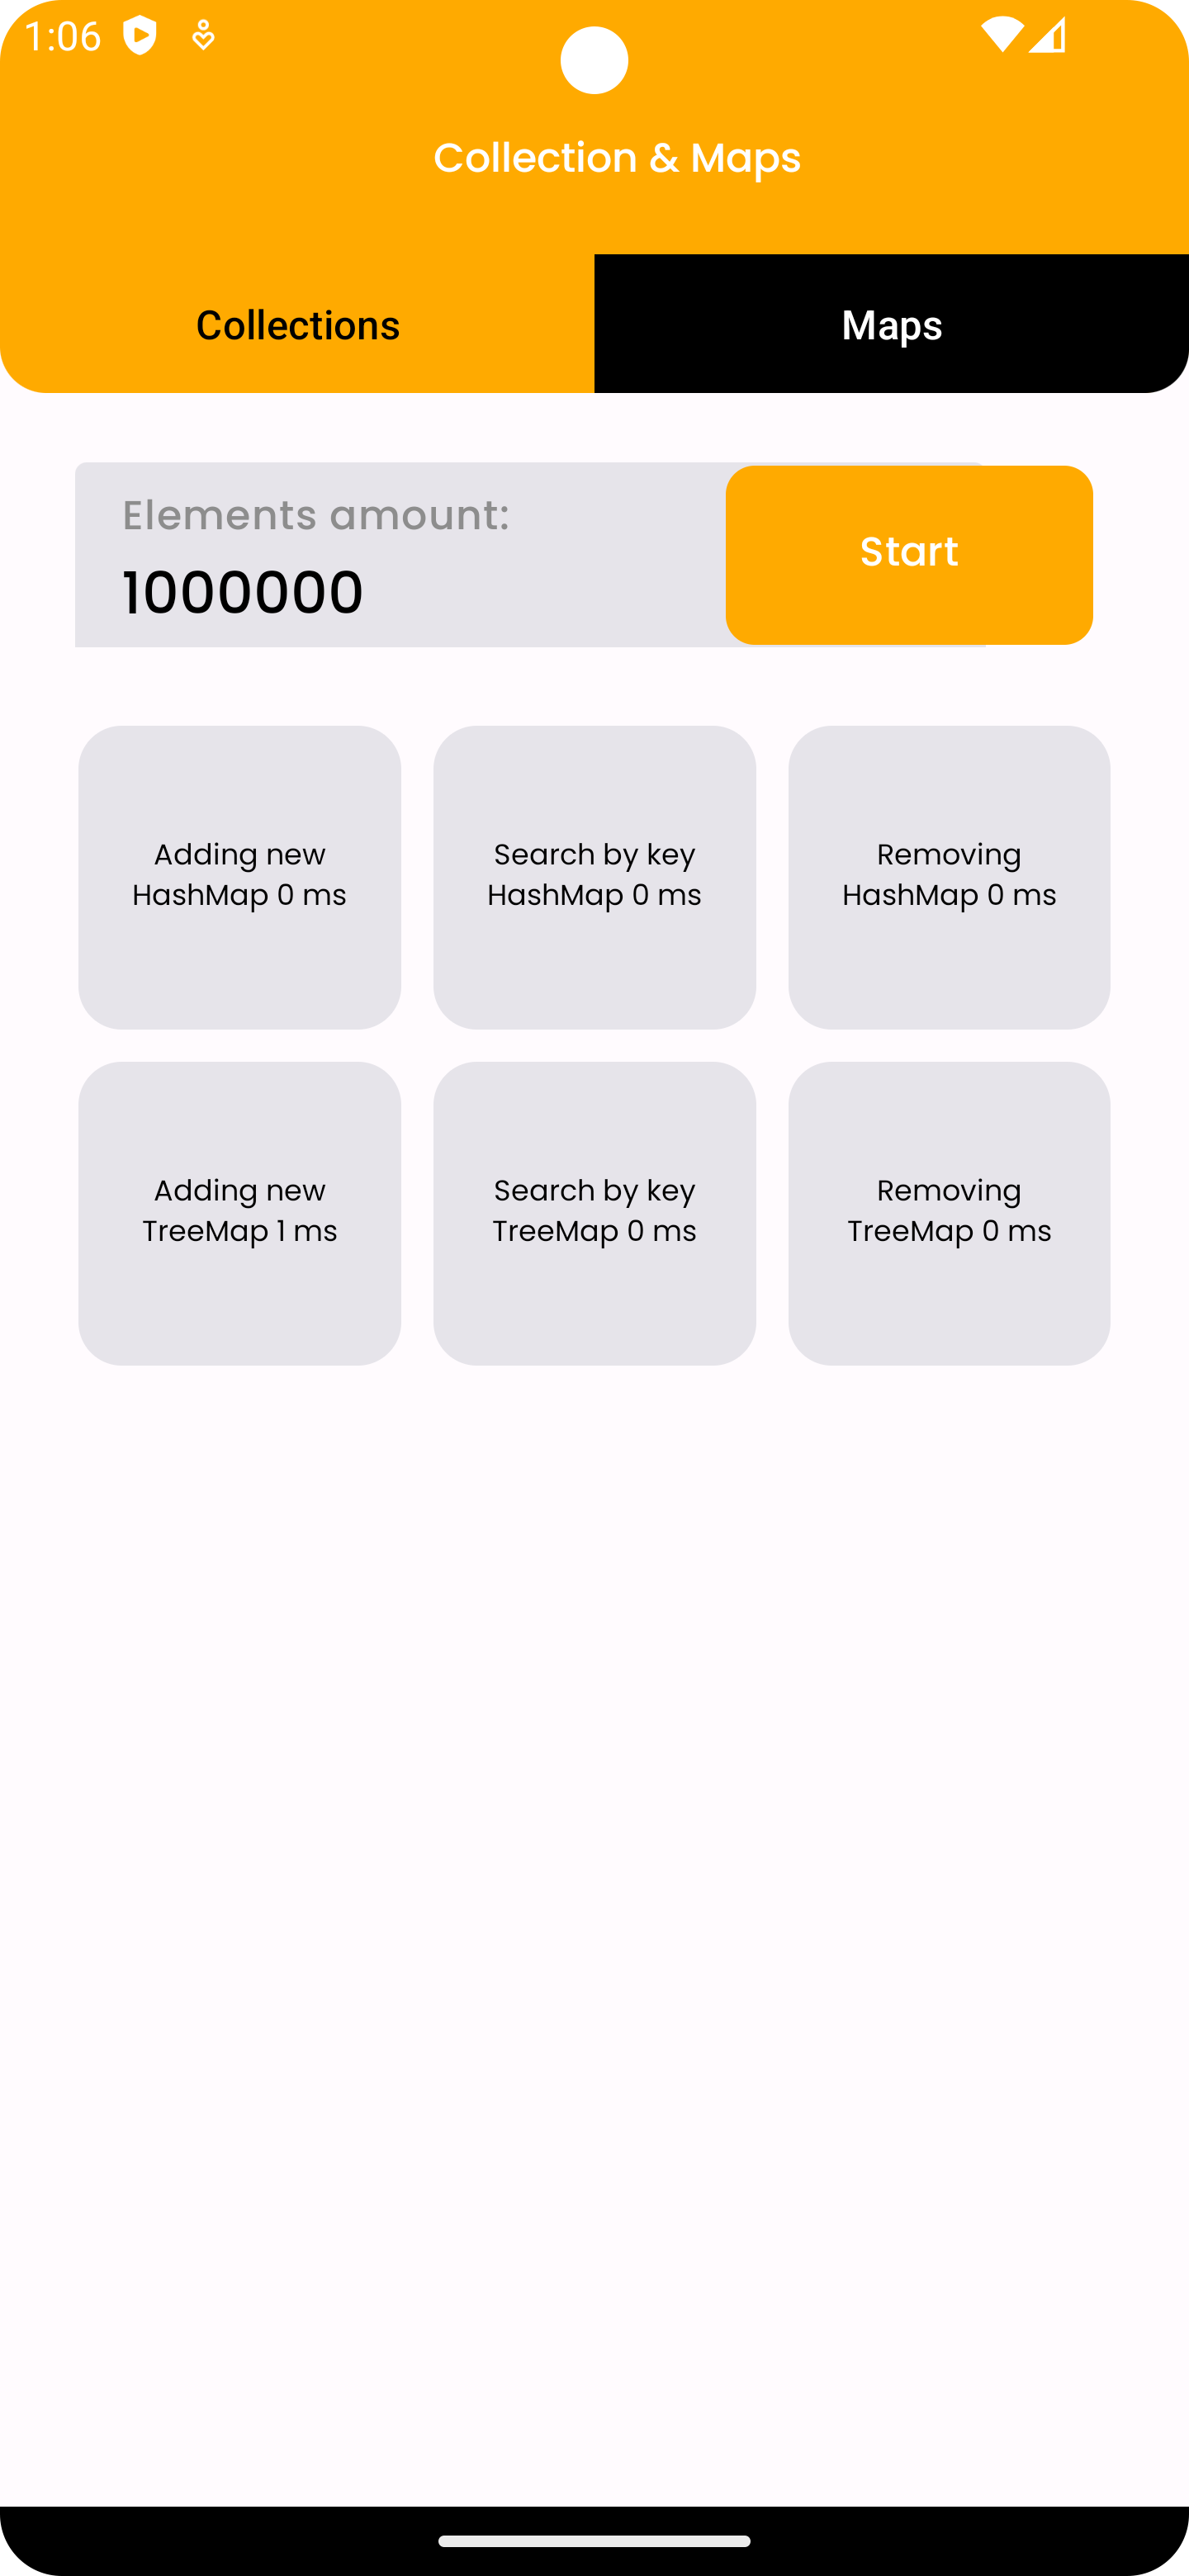 1:06
Collection & Maps
Collections
Maps
Elements amount:
1000000
Start
Adding new
HashMap 0 ms
Search by key
HashMap 0 ms
Removing
HashMap 0 ms
Adding new
TreeMap 1 ms
Search by key
TreeMap 0 ms
Removing
TreeMap 0 ms